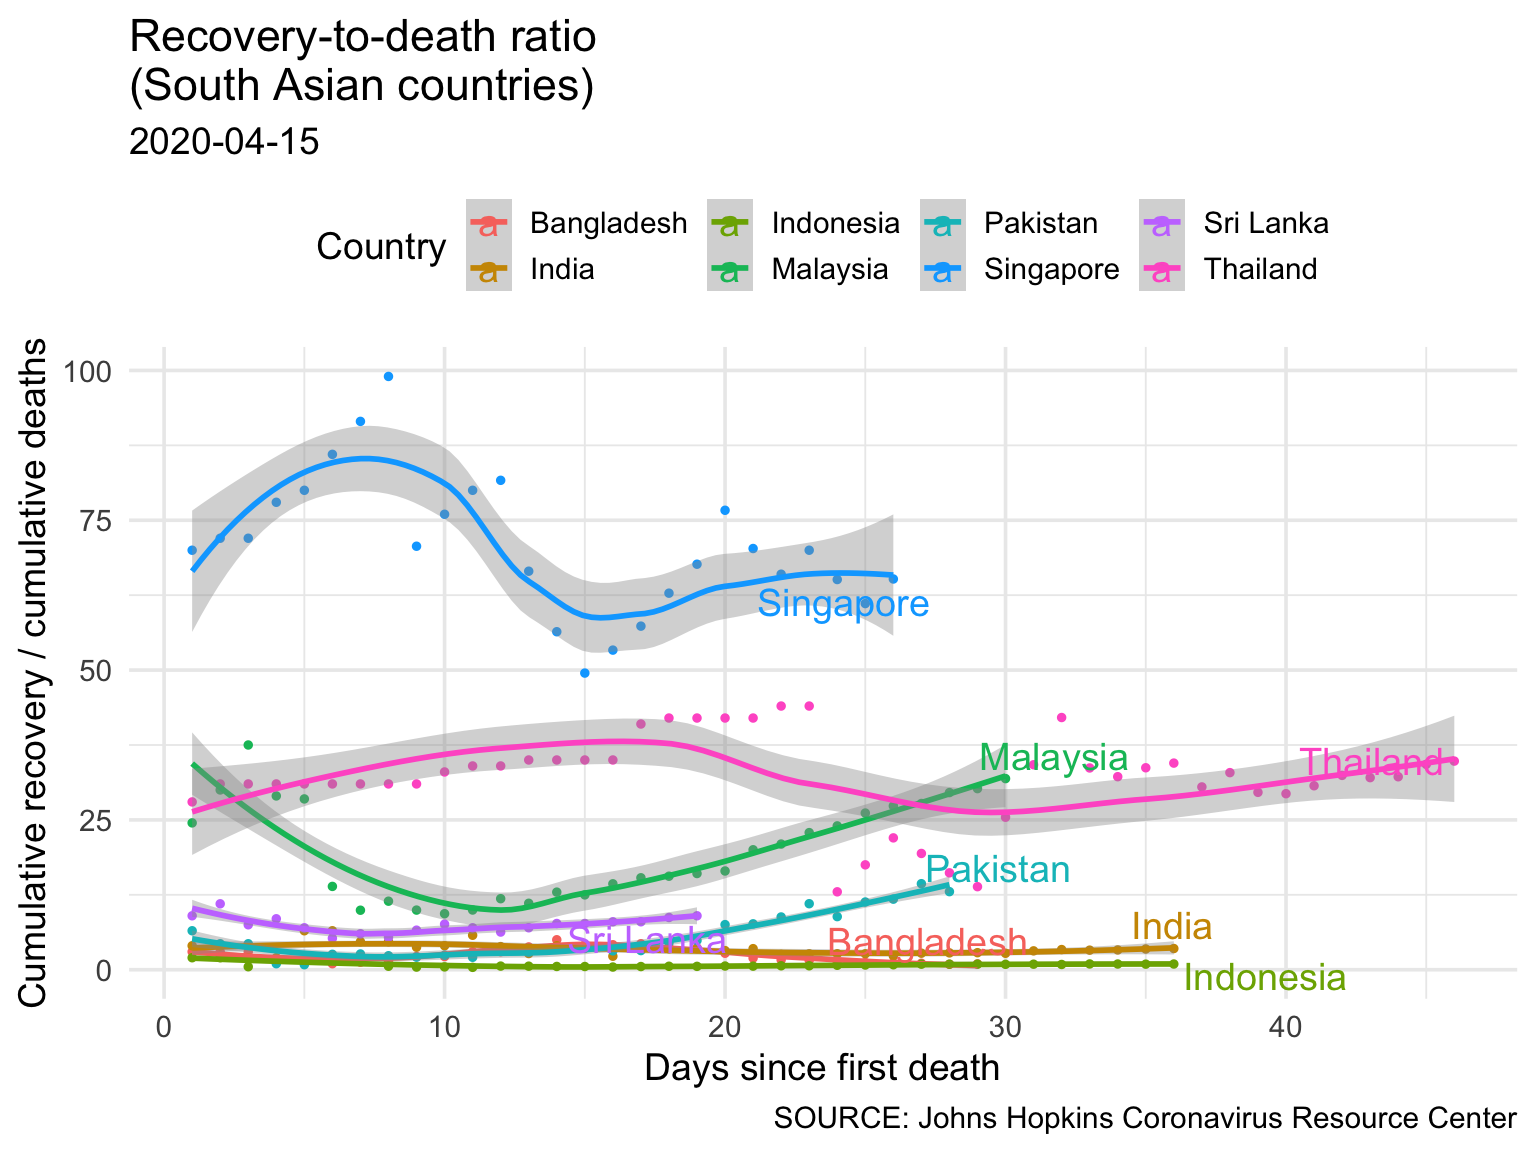 Recovery-to-death ratio
(South Asian countries)
2020-04-15
Country
a Bangladesh a Indonesia a Pakistan a Sri Lanka
a India a Malaysia a Singapore a Thailand
Cumulative recovery / cumulative deaths
100
75
50
25
0
Singapore
Malaysia
Thailand
Pakistan
India
Sri Lanka
Bangladesh
Indonesia
0 10 20 30 40
Days since first death
SOURCE: Johns Hopkins Coronavirus Resource Center